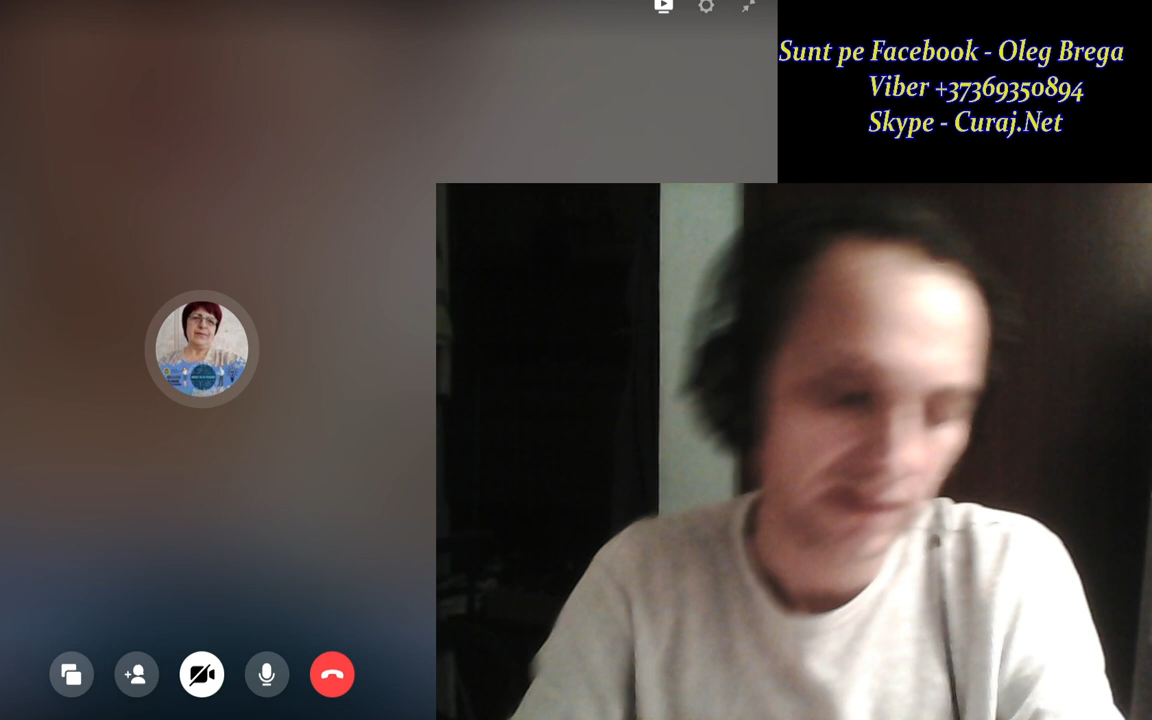 Sunt pe Facebook - Oleg Brega
Viber +37369350894
Skype - Curaj.Net